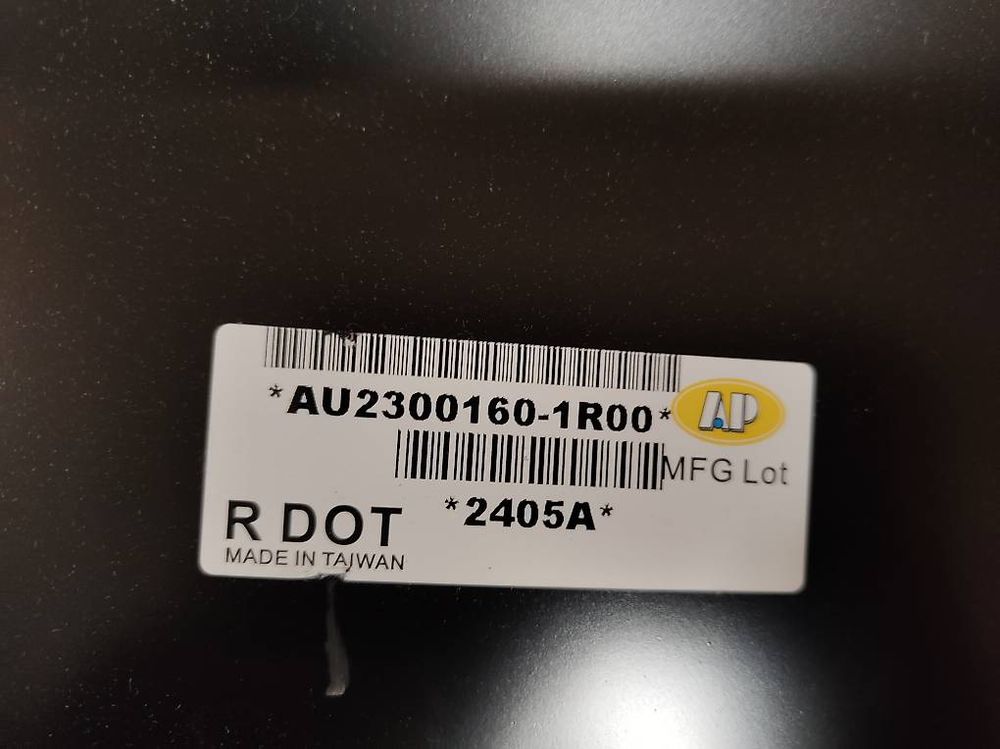 *AU2300160-1R00*
AP
MFG Lot
*2405A*
R DOT
MADE IN TAIWAN